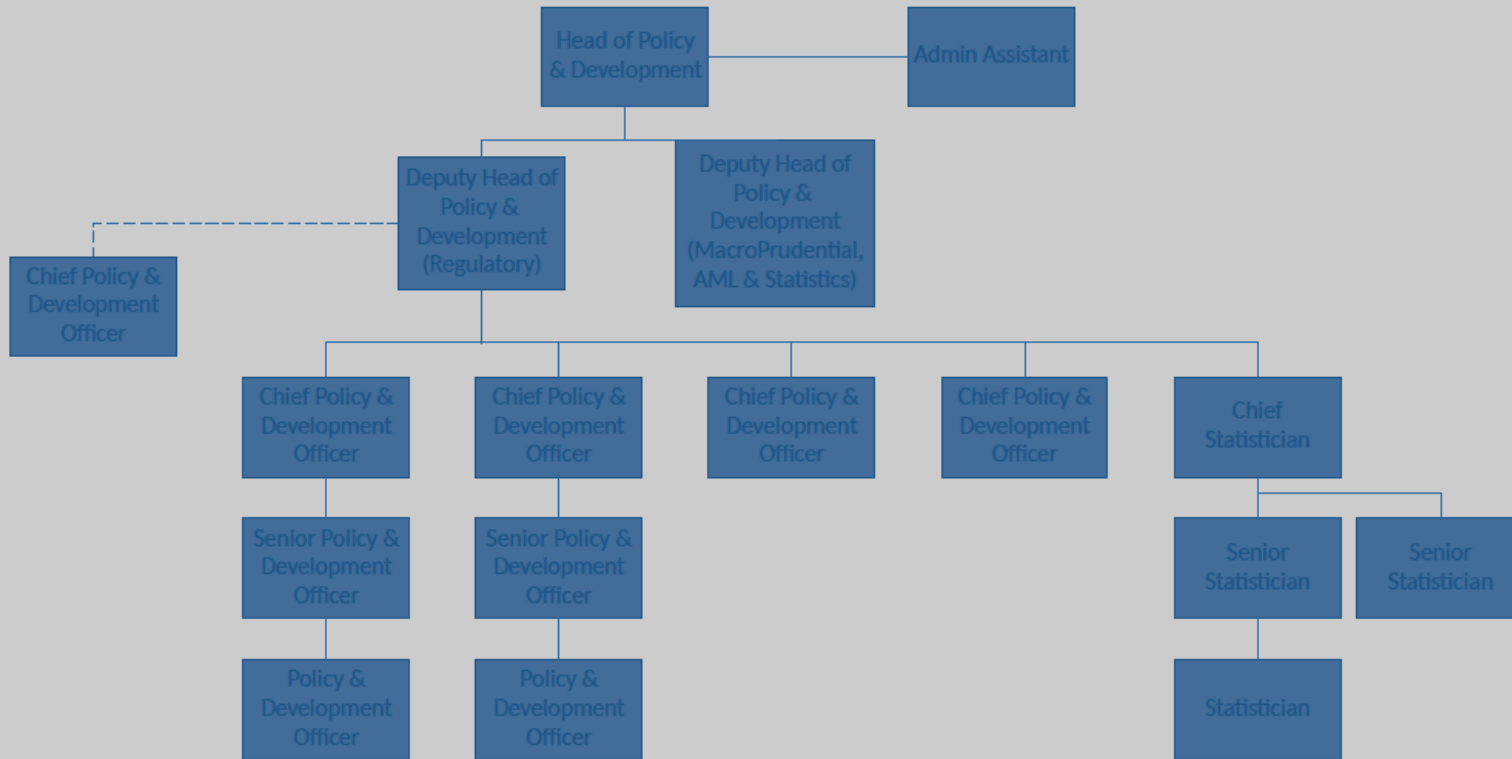 Head of Policy
& Development
Admin Assistant
Deputy Head of
Policy &
Development
(Regulatory)
Deputy Head of
Policy &
Development
(MacroPrudential,
AML & Statistics)
Chief Policy &
Development
Officer
Chief Policy &
Development
Officer
Chief Policy &
Development
Officer
Chief Policy &
Development
Officer
Chief Policy &
Development
Officer
Chief
Statistician
Senior Policy &
Development
Officer
Senior Policy &
Development
Officer
Senior
Statistician
Senior
Statistician
Policy &
Development
Officer
Policy &
Development
Officer
Statistician